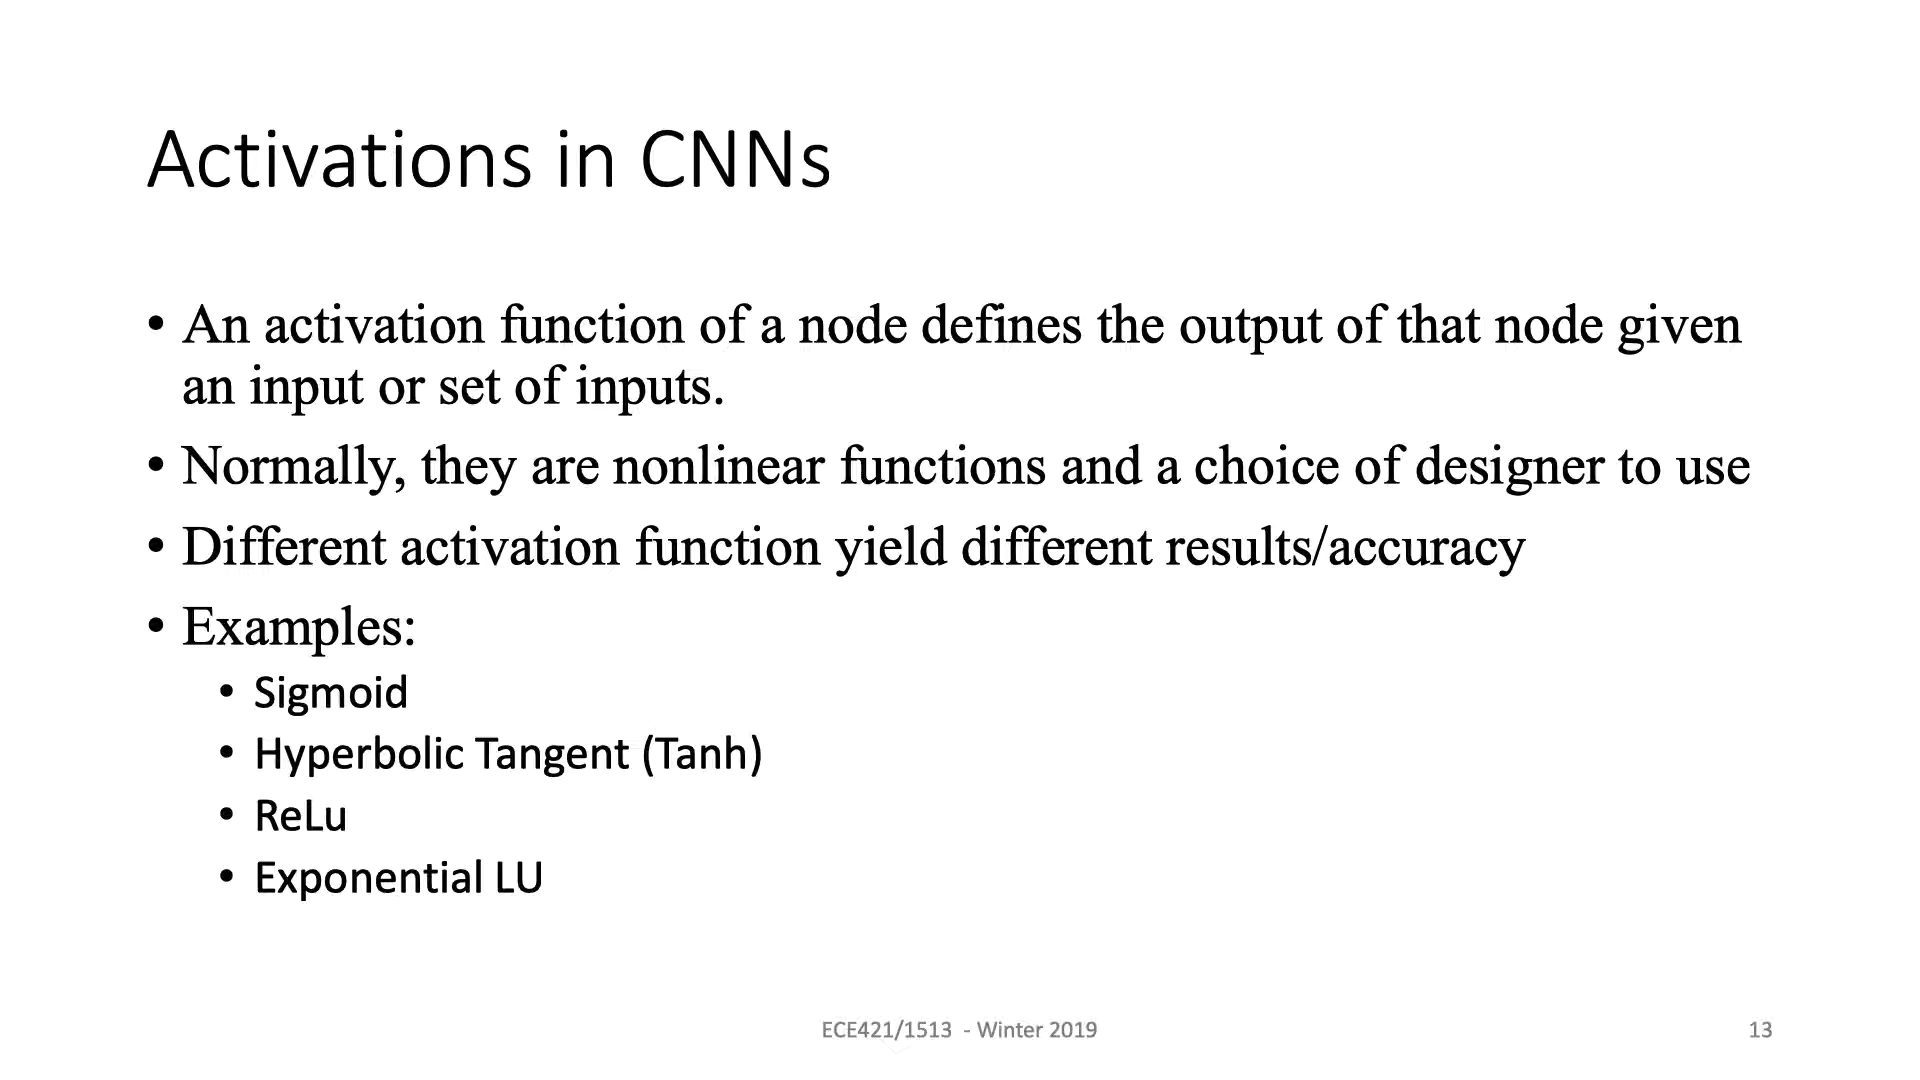 Activations in CNNs
• An activation function of a node defines the output of that node given
an input or set of inputs.
• Normally, they are nonlinear functions and a choice of designer to use
• Different activation function yield different results/accuracy
• Examples:
• Sigmoid
• Hyperbolic Tangent (Tanh)
• ReLu
• Exponential LU
ECE421/1513 - Winter 2019
13